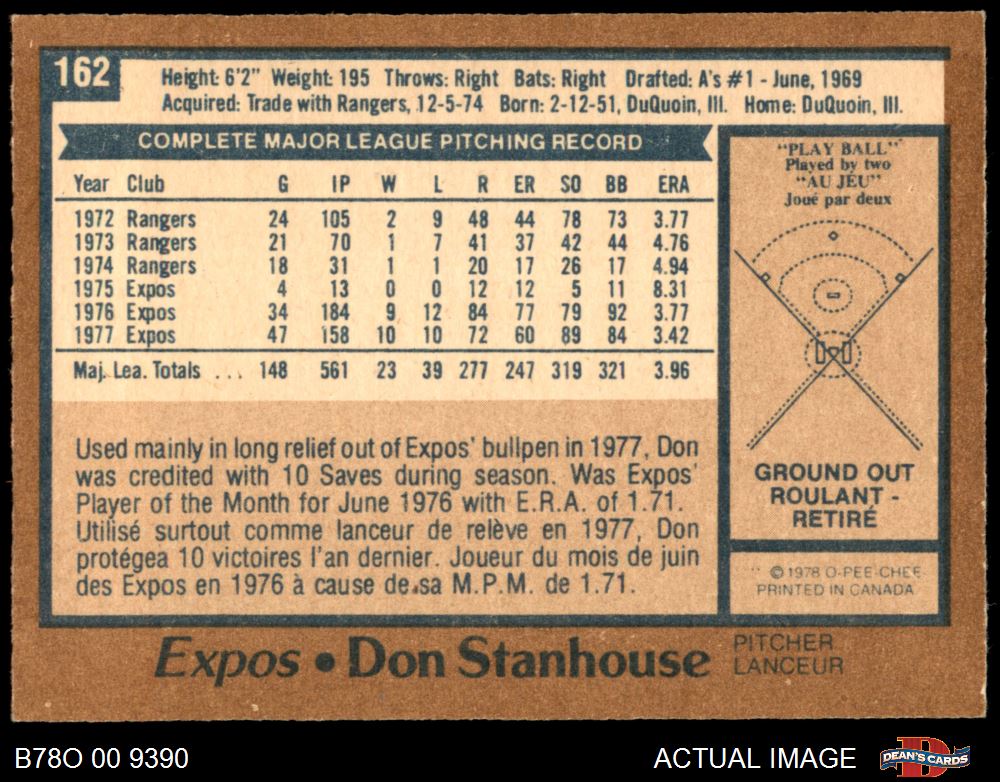 162
Height: 6'2" Weight: 195 Throws: Right Bats: Right Drafted: A's #1 - June, 1969
Acquired: Trade with Rangers, 12-5-74 Born: 2-12-51, DuQuoin, Ill. Home: DuQuoin, Ill.
COMPLETE MAJOR LEAGUE PITCHING RECORD
Year Club G IP W L R ER SO BB ERA
1972 Rangers 24 105 2 9 48 44 78 73 3.77
1973 Rangers 21 70 1 7 41 37 42 44 4.76
1974 Rangers 18 31 1 1 20 17 26 17 4.94
1975 Expos 4 13 0 0 12 12 5 11 8.31
1976 Expos 34 184 9 12 84 77 79 92 3.77
1977 Expos 47 158 10 10 72 60 89 84 3.42
Maj. Lea. Totals ... 148 561 23 39 277 247 319 321 3.96
Used mainly in long relief out of Expos' bullpen in 1977, Don
was credited with 10 Saves during season. Was Expos'
Player of the Month for June 1976 with E.R.A. of 1.71.
Utilisé surtout comme lanceur de relève en 1977, Don
protégea 10 victoires l'an dernier. Joueur du mois de juin
des Expos en 1976 à cause de sa M.P.M. de 1.71.
"PLAY BALL"
Played by two
"AU JEU"
Joué par deux
GROUND OUT
ROULANT -
RETIRÉ
© 1978 O-PEE-CHEE
PRINTED IN CANADA
Expos • Don Stanhouse
PITCHER
LANCEUR
B78O 00 9390
ACTUAL IMAGE
DEAN'S CARDS